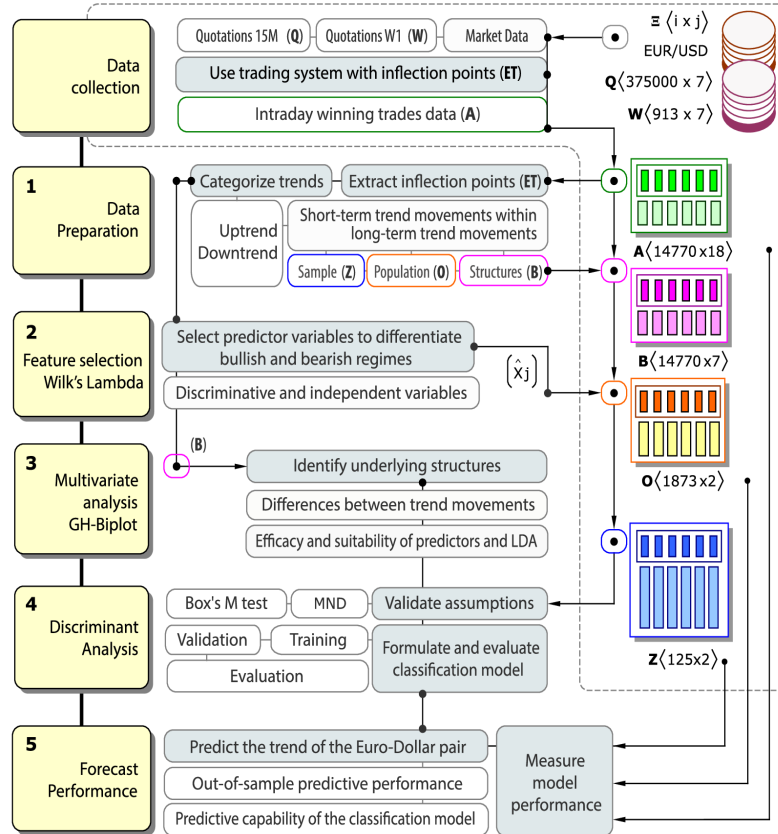 Data
collection
Quotations 15M (Q)
Quotations W1 (W)
Market Data
Use trading system with inflection points (ET)
Intraday winning trades data (A)
Ξ ⟨i x j⟩
EUR/USD
Q⟨375000 x 7⟩
W⟨913 x 7⟩
1
Data
Preparation
Categorize trends
Extract inflection points (ET)
Uptrend
Downtrend
Short-term trend movements within
long-term trend movements
Sample (Z)
Population (O)
Structures (B)
A⟨14770x18⟩
B⟨14770x7⟩
2
Feature selection
Wilk's Lambda
Select predictor variables to differentiate
bullish and bearish regimes
Discriminative and independent variables
(X̂j)
O⟨1873x2⟩
3
Multivariate
analysis
GH-Biplot
(B)
Identify underlying structures
Differences between trend movements
Efficacy and suitability of predictors and LDA
4
Discriminant
Analysis
Box's M test
MND
Validate assumptions
Validation
Training
Evaluation
Formulate and evaluate
classification model
Z⟨125x2⟩
5
Forecast
Performance
Predict the trend of the Euro-Dollar pair
Out-of-sample predictive performance
Predictive capability of the classification model
Measure
model
performance